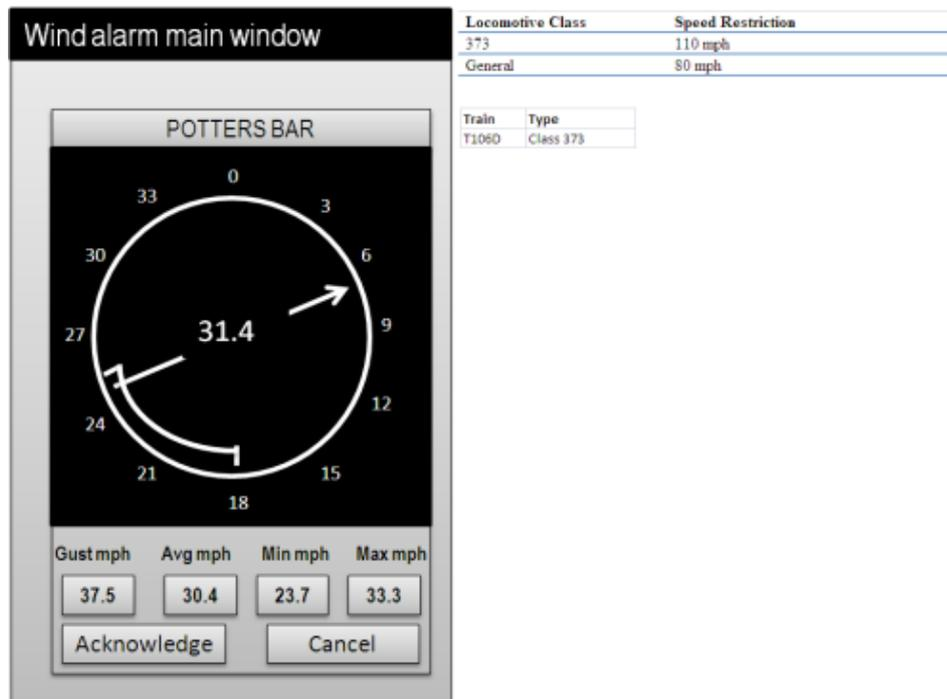 Wind alarm main window
POTTERS BAR
0
33 3
30 6
31.4
27 9
24 12
21 15
18
Gust mph Avg mph Min mph Max mph
37.5 30.4 23.7 33.3
Acknowledge Cancel
Locomotive Class Speed Restriction
373 110 mph
General 80 mph
Train Type
T106D Class 373